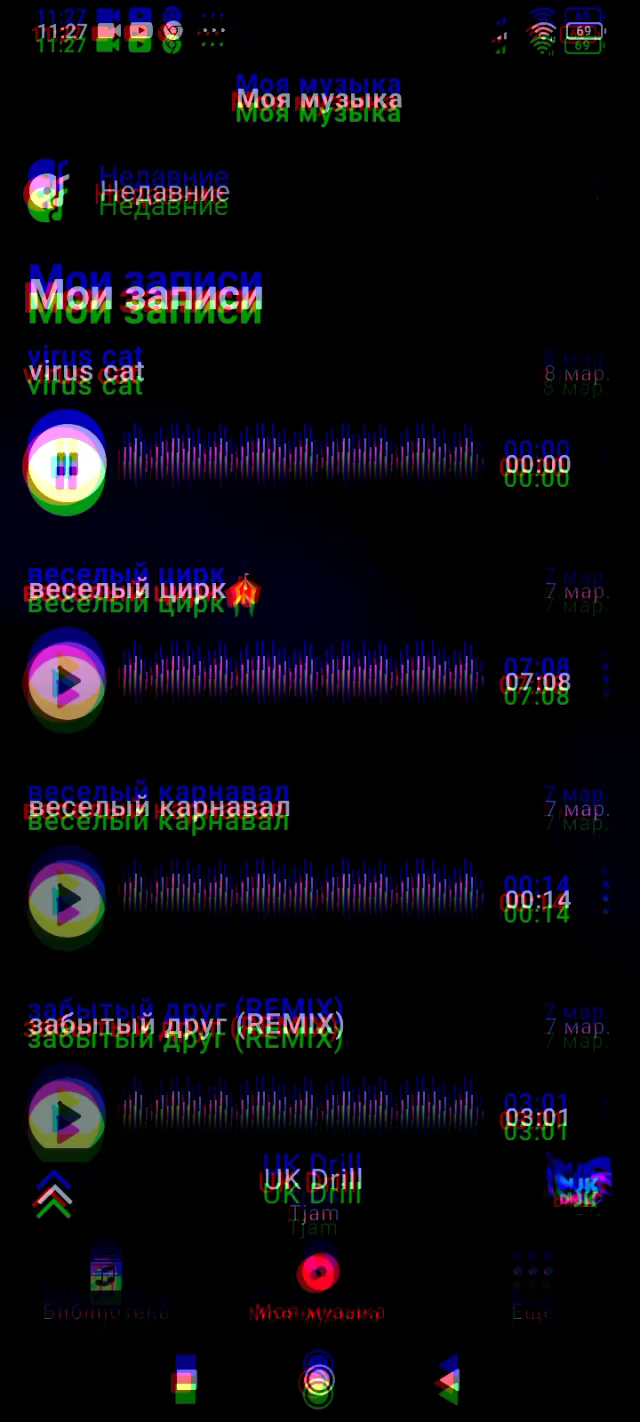 11:27
69
Моя музыка
Недавние
Мои записи
virus cat
8 мар.
00:00
веселый цирк🎪
7 мар.
07:08
веселый карнавал
7 мар.
00:14
забытый друг (REMIX)
7 мар.
03:01
UK Drill
Tjam
UK
DRILL
Библиотека
Моя музыка
Ещё